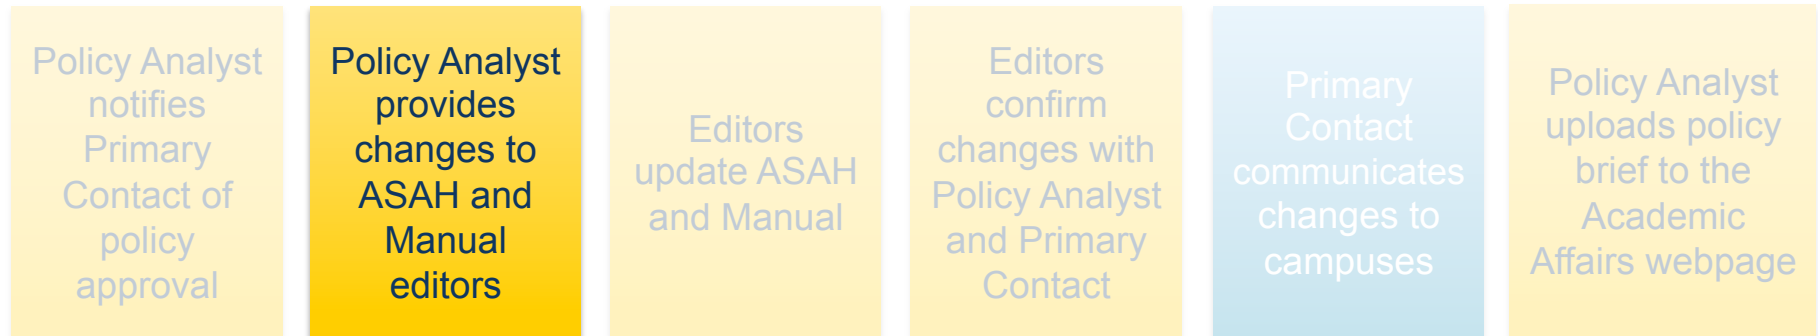 Policy Analyst
notifies
Primary
Contact of
policy
approval
Policy Analyst
provides
changes to
ASAH and
Manual
editors
Editors
update ASAH
and Manual
Editors
confirm
changes with
Policy Analyst
and Primary
Contact
Primary
Contact
communicates
changes to
campuses
Policy Analyst
uploads policy
brief to the
Academic
Affairs webpage